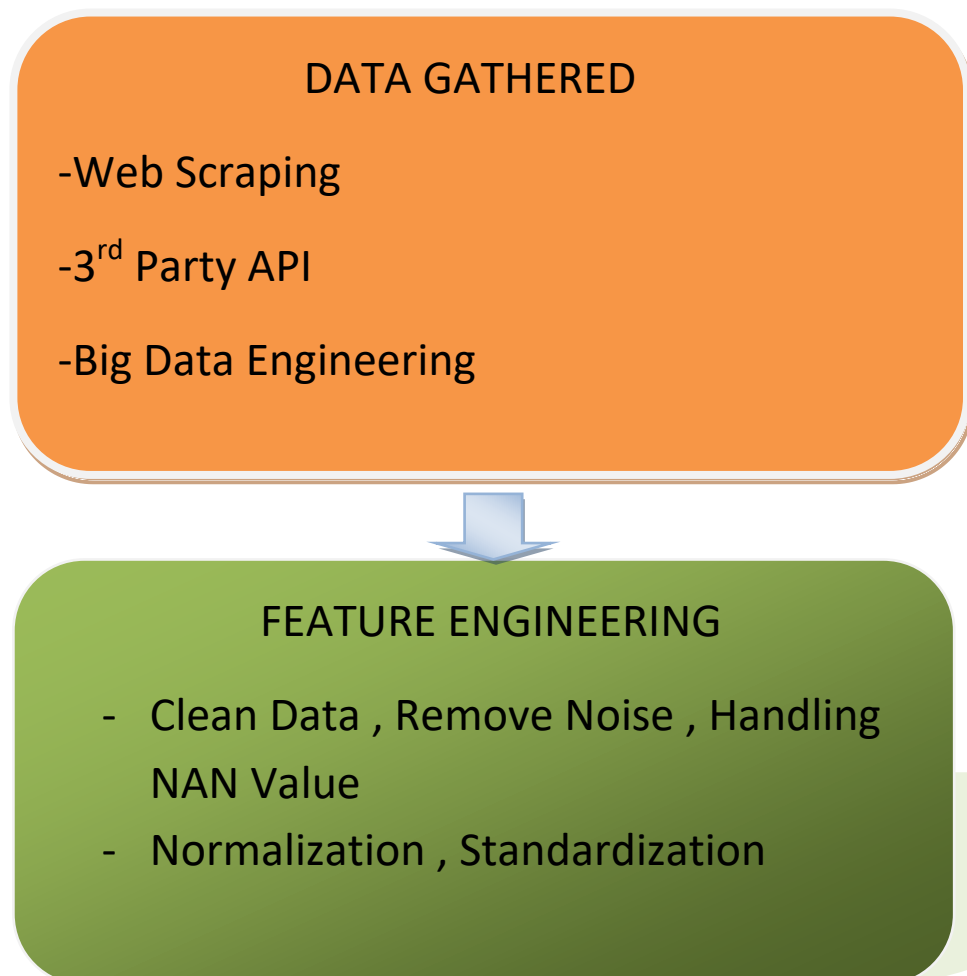 DATA GATHERED
-Web Scraping
-3rd Party API
-Big Data Engineering
FEATURE ENGINEERING
- Clean Data , Remove Noise , Handling
NAN Value
- Normalization , Standardization